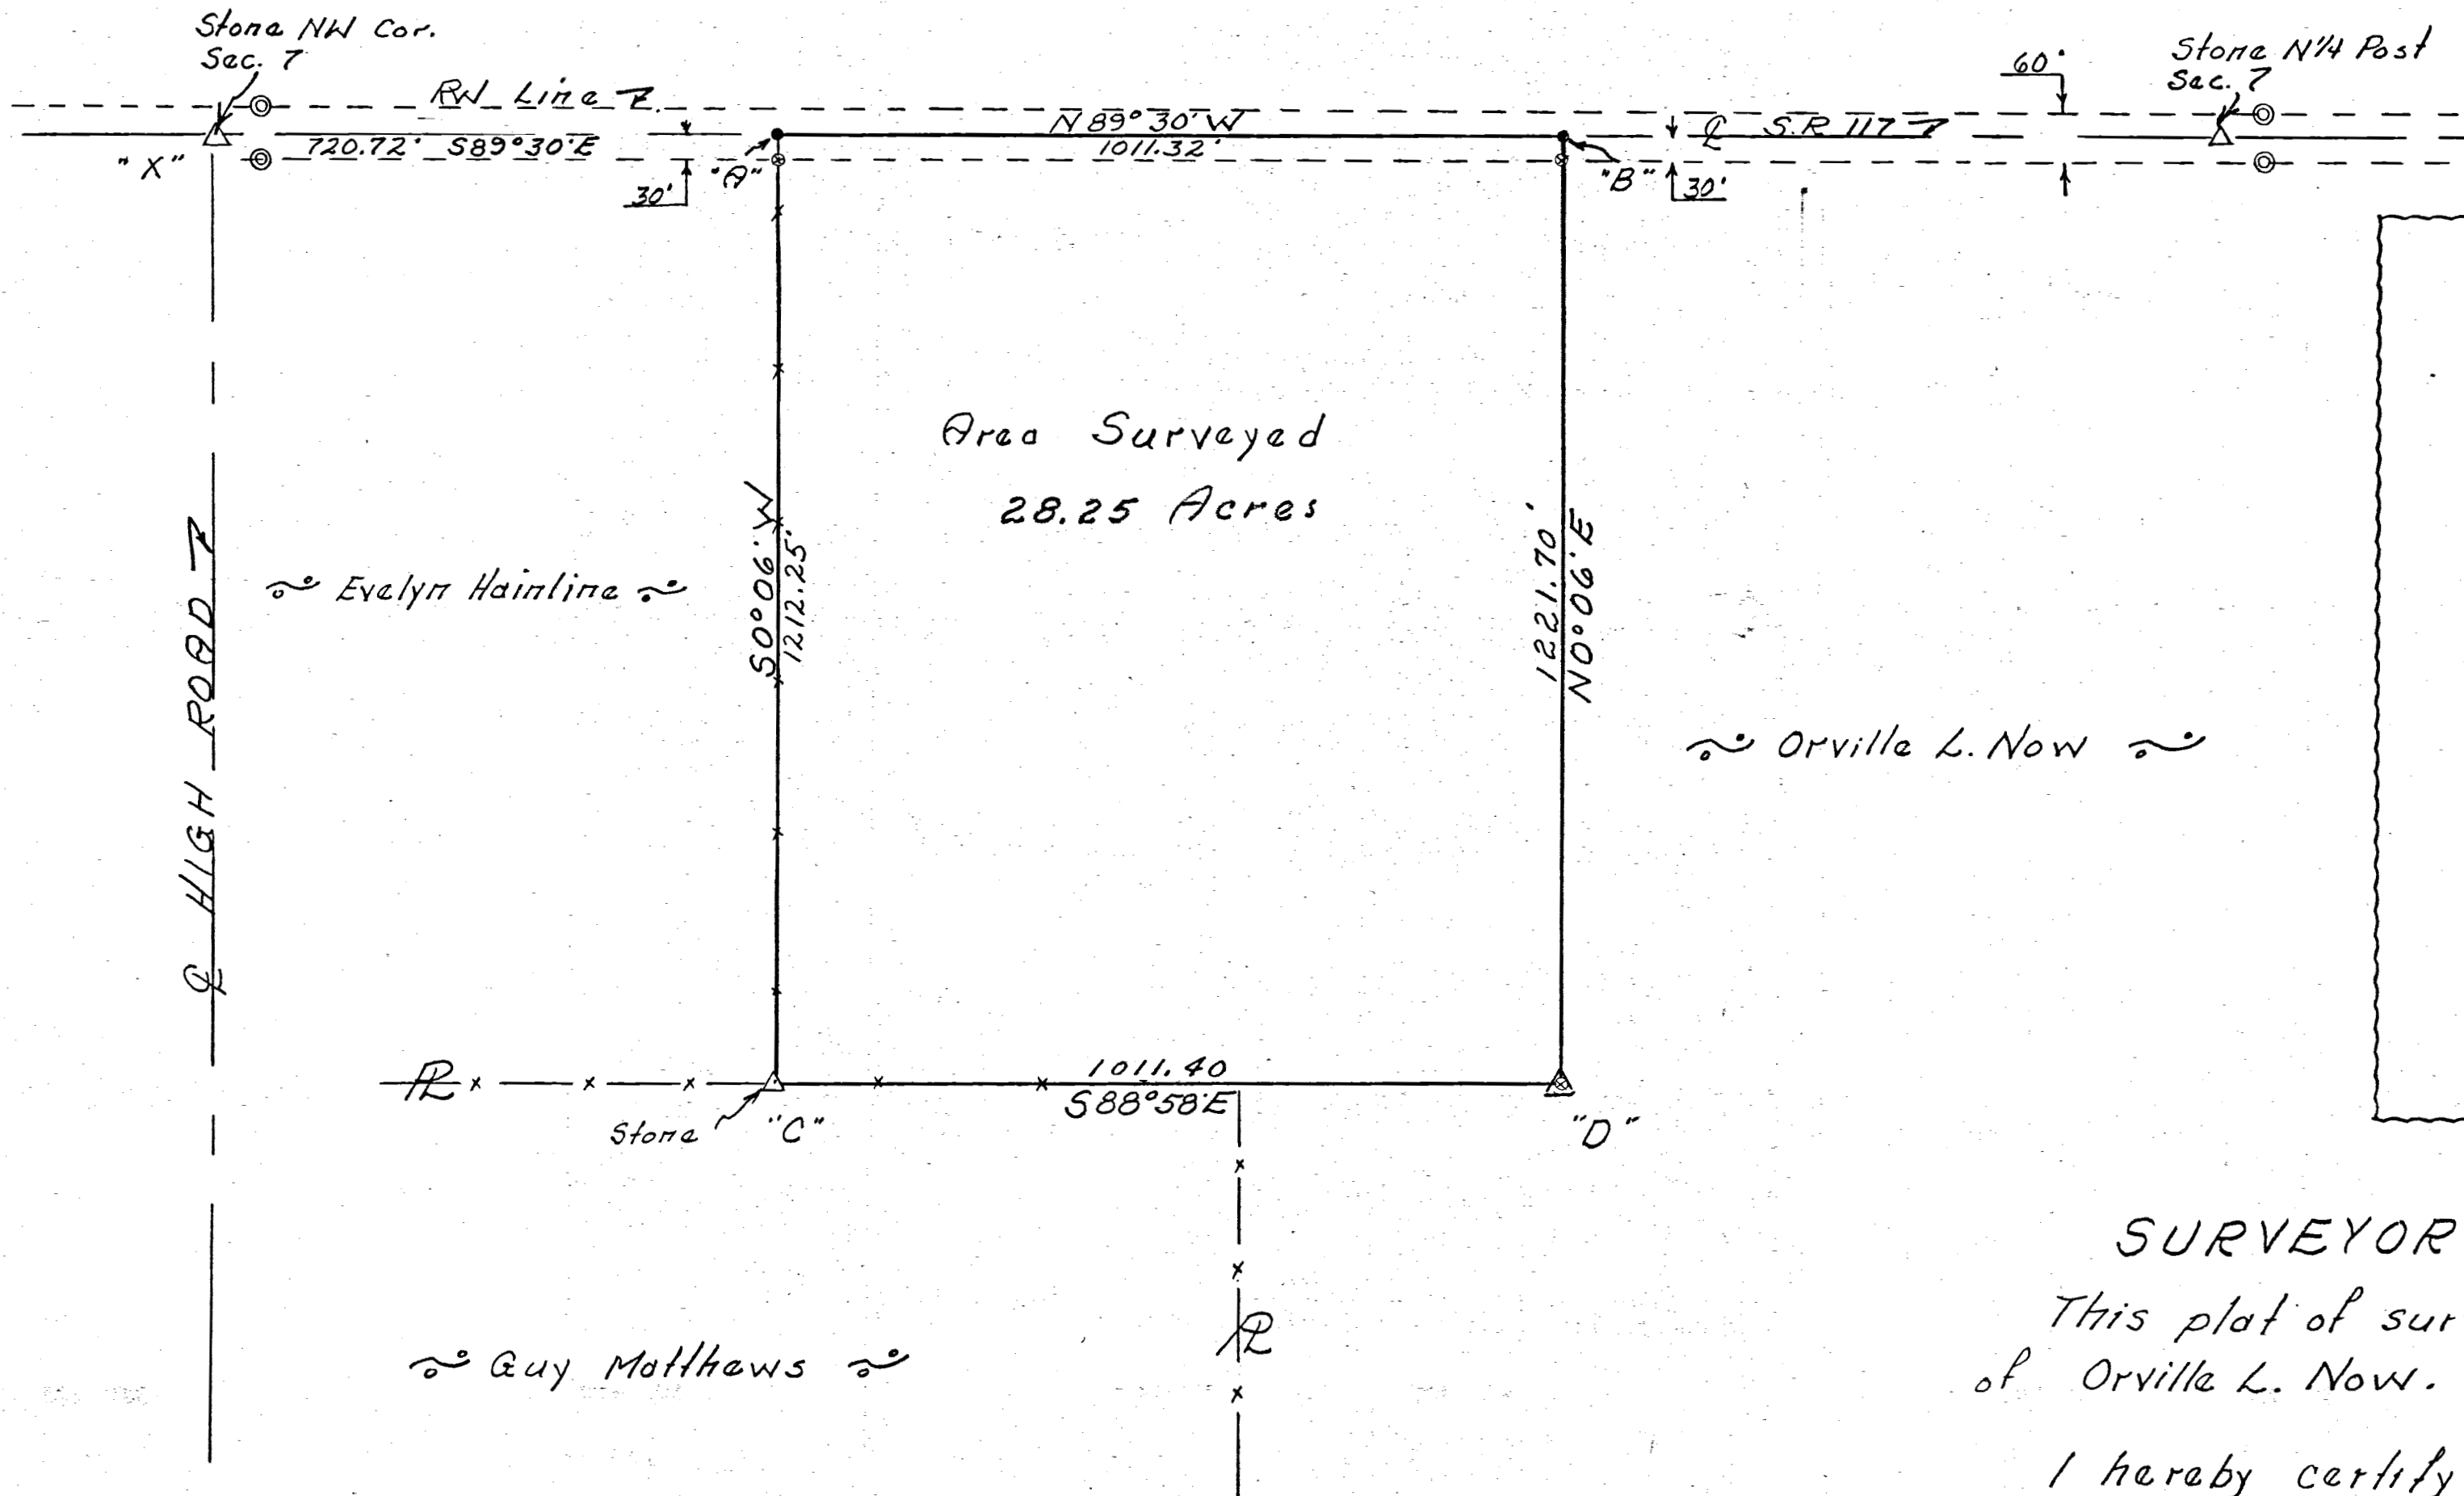 Stone NW Cor.
Sec. 7
Stone N1/4 Post
Sec. 7
60'
RW Line
N 89° 30' W
℄ S.R 117
"X"
720.72' S89°30'E
"A"
1011.32'
"B"
30'
30'
Area Surveyed
28.25 Acres
S0°06' W
1212.25'
1221.70'
N0°06' E
Evelyn Hainline
℄ HIGH ROAD
Orville L. Now
PL
1011.40
S88°58'E
Stone
"C"
"D"
SURVEYOR
This plat of sur
PL
Guy Matthews
of Orville L. Now.
I hereby certify